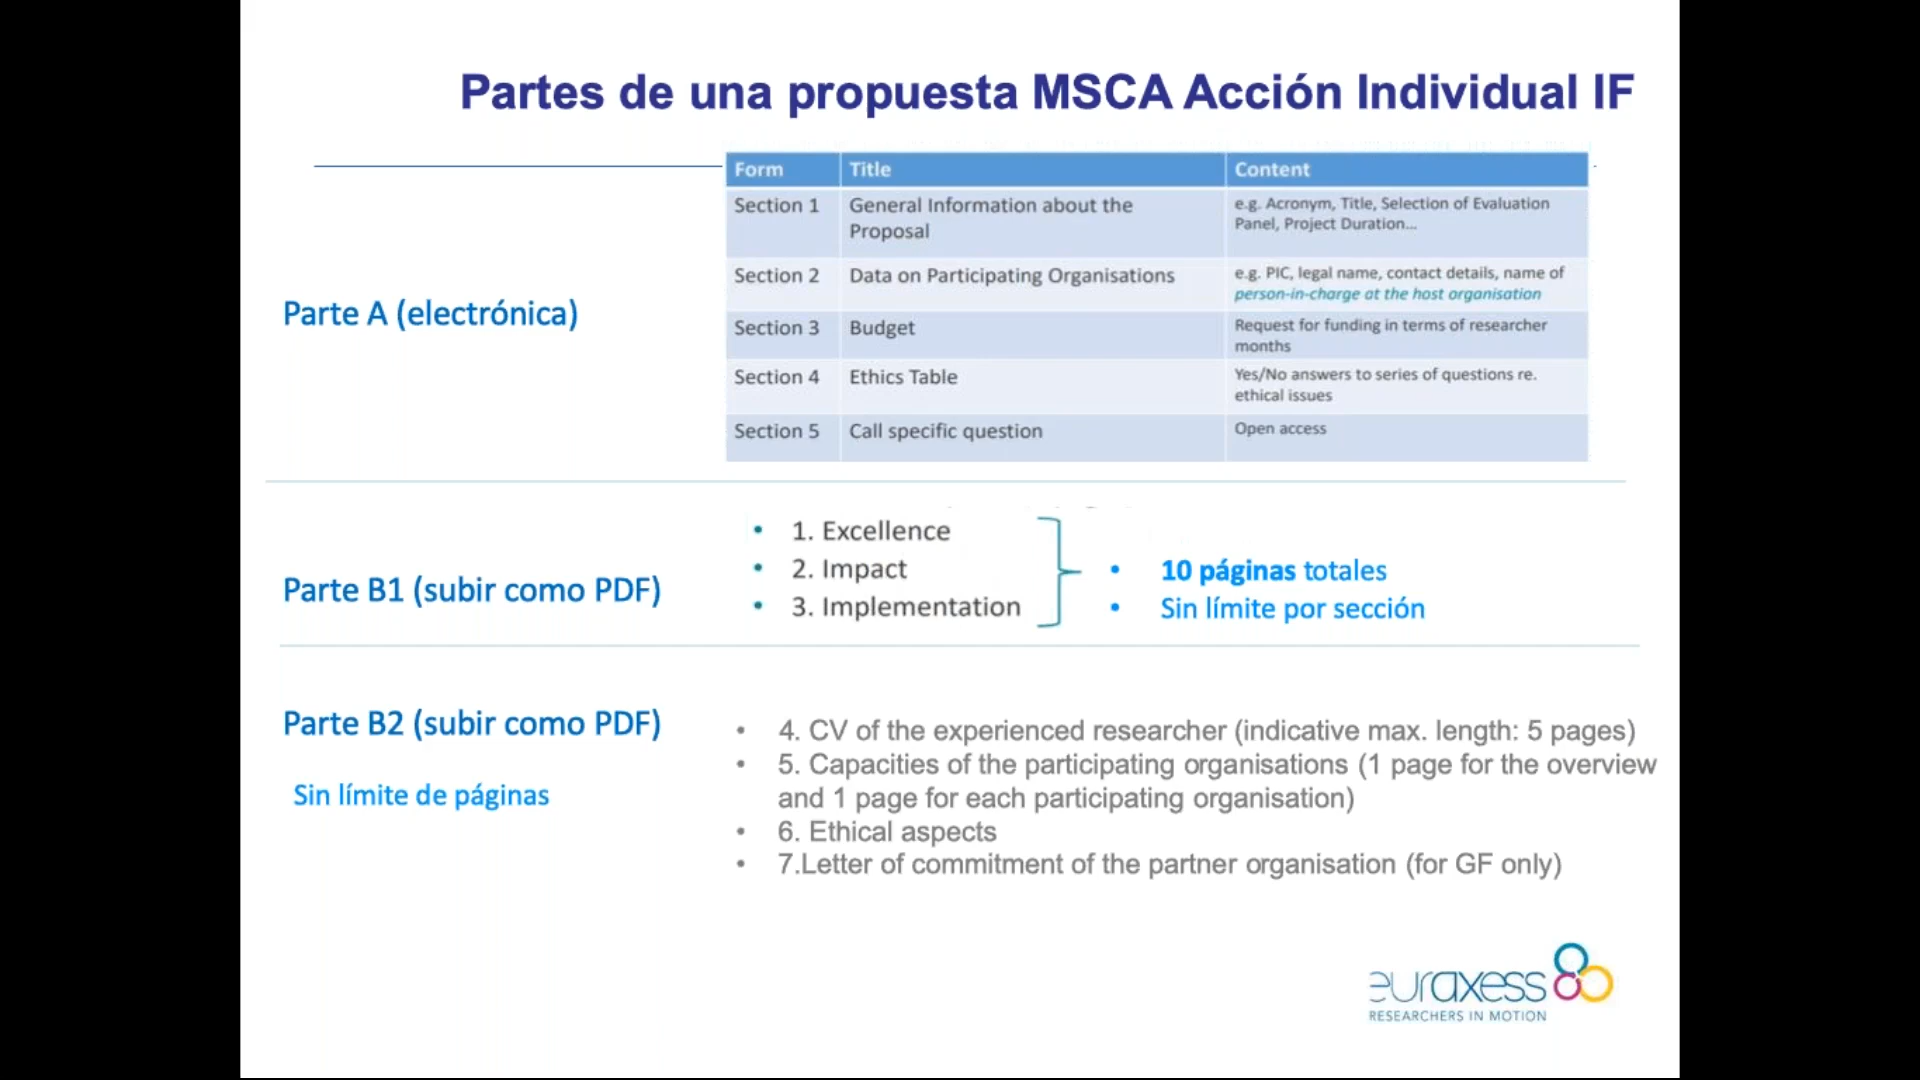 Partes de una propuesta MSCA Acción Individual IF
Form Title Content
Section 1 General Information about the Proposal e.g. Acronym, Title, Selection of Evaluation Panel, Project Duration...
Section 2 Data on Participating Organisations e.g. PIC, legal name, contact details, name of person-in-charge at the host organisation
Section 3 Budget Request for funding in terms of researcher months
Section 4 Ethics Table Yes/No answers to series of questions re. ethical issues
Section 5 Call specific question Open access
Parte A (electrónica)
Parte B1 (subir como PDF)
• 1. Excellence
• 2. Impact
• 3. Implementation
• 10 páginas totales
• Sin límite por sección
Parte B2 (subir como PDF)
Sin límite de páginas
• 4. CV of the experienced researcher (indicative max. length: 5 pages)
• 5. Capacities of the participating organisations (1 page for the overview
and 1 page for each participating organisation)
• 6. Ethical aspects
• 7.Letter of commitment of the partner organisation (for GF only)
euraxess
RESEARCHERS IN MOTION